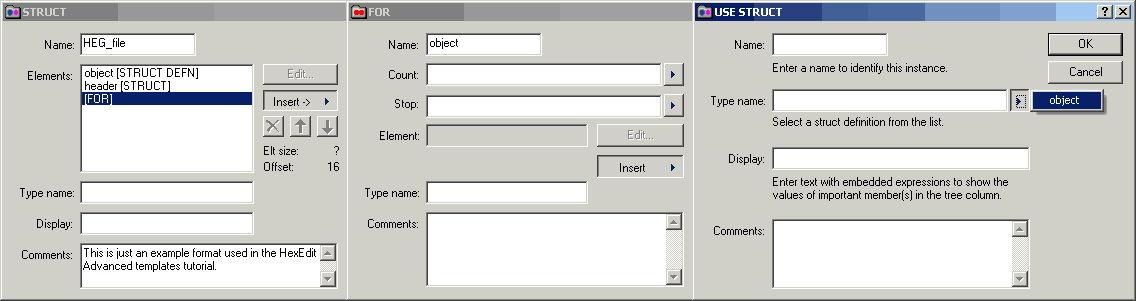 STRUCT
Name: HEG_file
Elements: object [STRUCT DEFN]
header [STRUCT]
[FOR]
Edit...
Insert ->
Elt size: ?
Offset: 16
Type name:
Display:
Comments: This is just an example format used in the HexEdit
Advanced templates tutorial.
FOR
Name: object
Count:
Stop:
Element:
Edit...
Insert
Type name:
Comments:
USE STRUCT
Name:
OK
Enter a name to identify this instance.
Cancel
Type name:
object
Select a struct definition from the list.
Display:
Enter text with embedded expressions to show the
values of important member(s) in the tree column.
Comments: